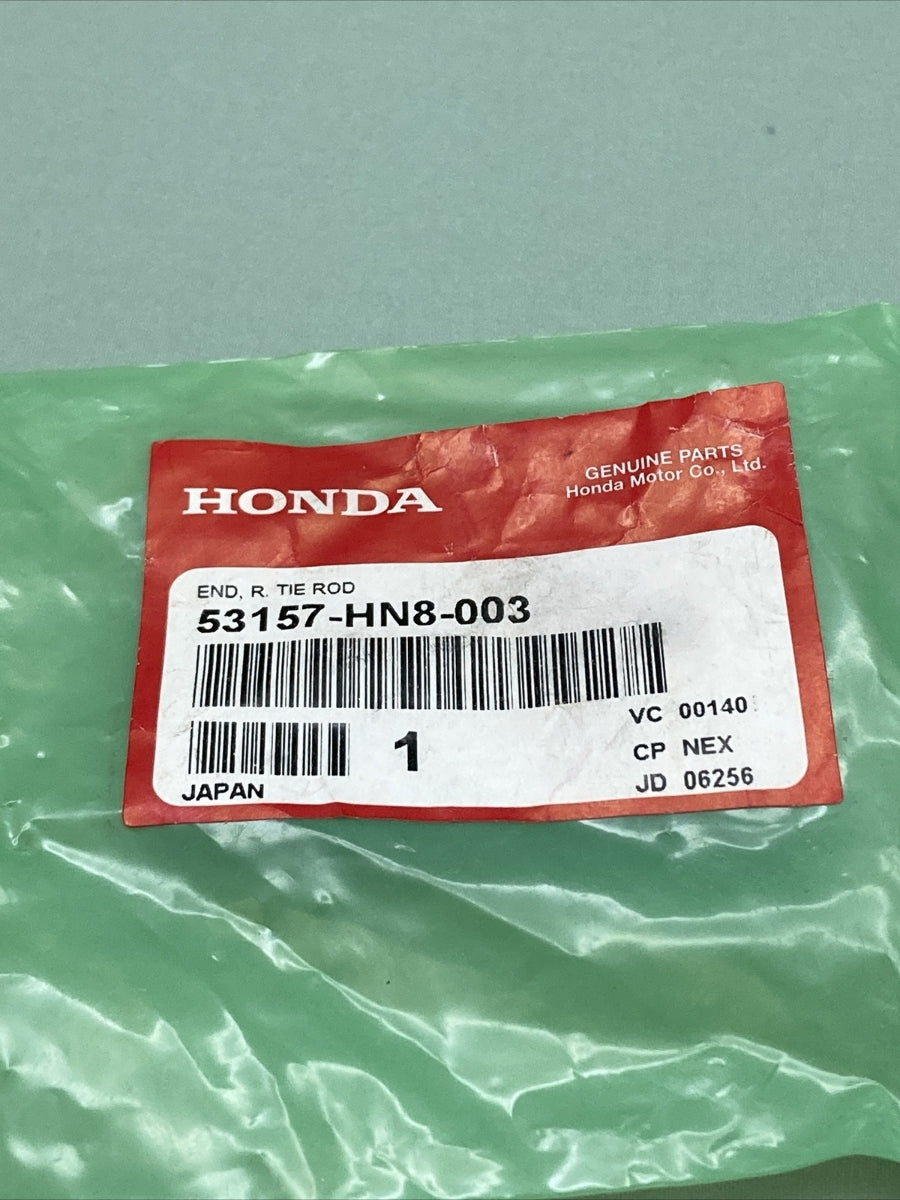 HONDA
GENUINE PARTS
Honda Motor Co., Ltd.
END, R. TIE ROD
53157-HN8-003
VC 00140
1
CP NEX
JAPAN
JD 06256